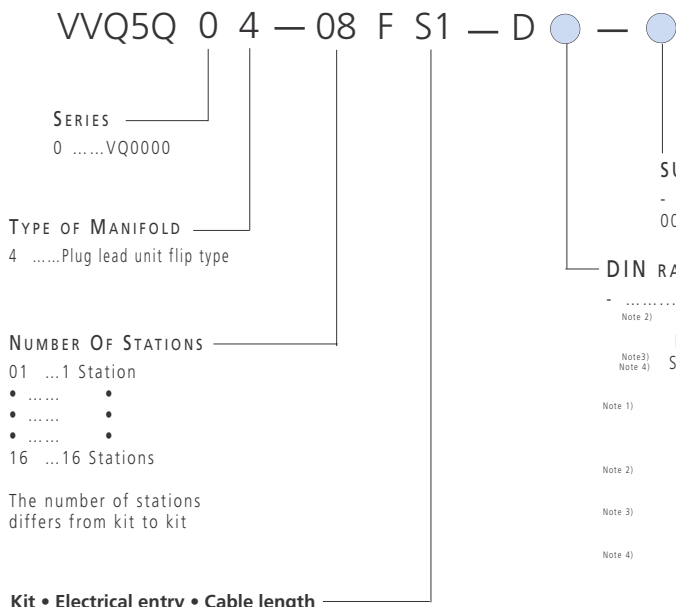 VVQ5Q 0 4 — 08 F S1 — D —
SERIES
0 ......VQ0000
TYPE OF MANIFOLD
4 ......Plug lead unit flip type
NUMBER OF STATIONS
01 ...1 Station
• ...... •
• ...... •
• ...... •
16 ...16 Stations
The number of stations
differs from kit to kit
Kit • Electrical entry • Cable length
-
DIN
- ..........
Note 2)
Note3)
Note 4) S
Note 1)
Note 2)
Note 3)
Note 4)